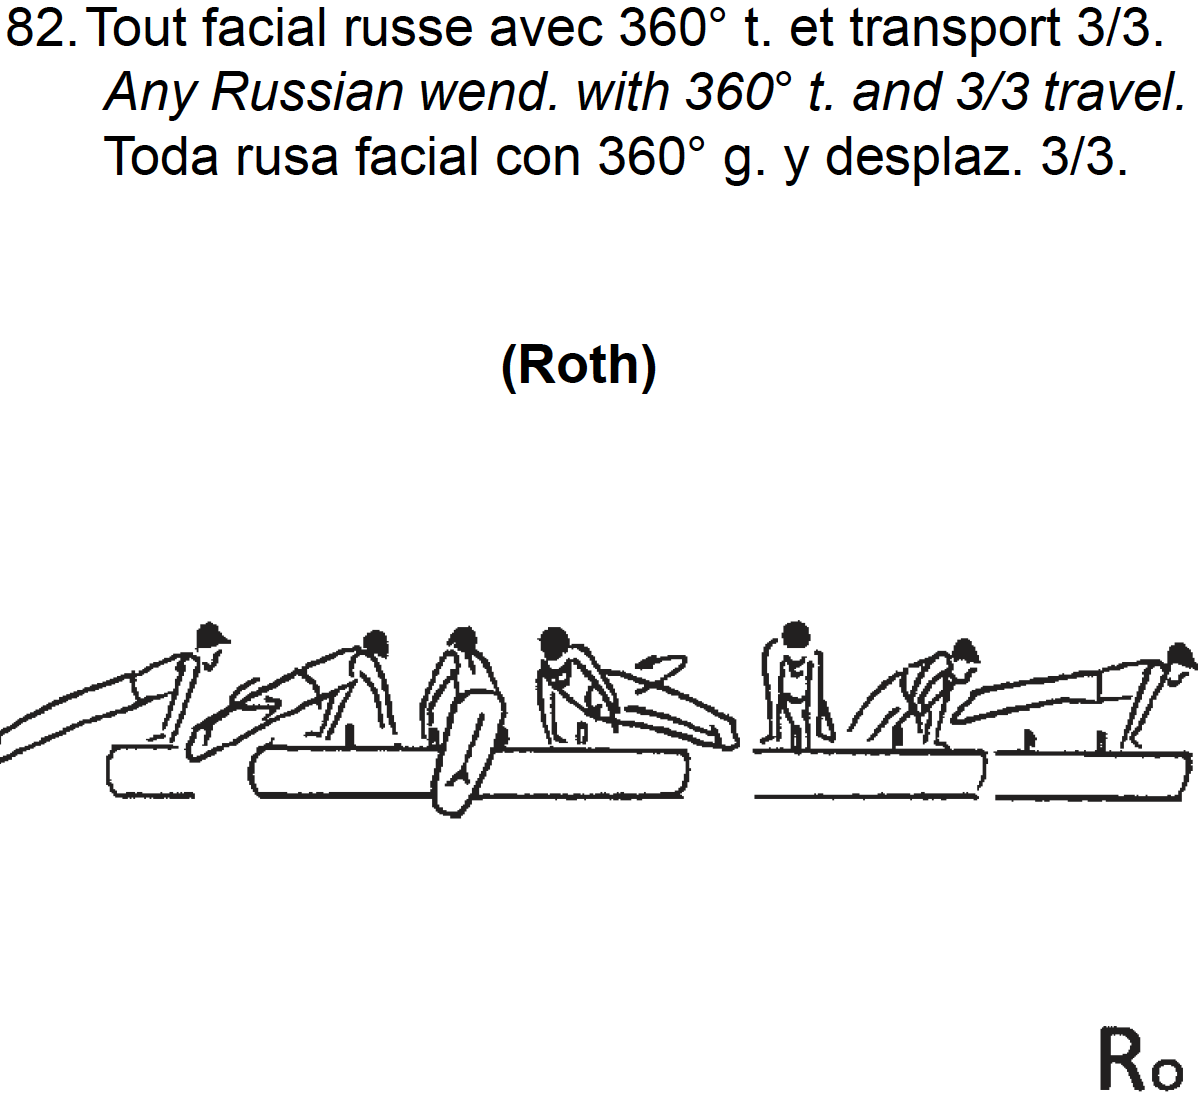 82. Tout facial russe avec 360° t. et transport 3/3.
Any Russian wend. with 360° t. and 3/3 travel.
Toda rusa facial con 360° g. y desplaz. 3/3.
(Roth)
Ro